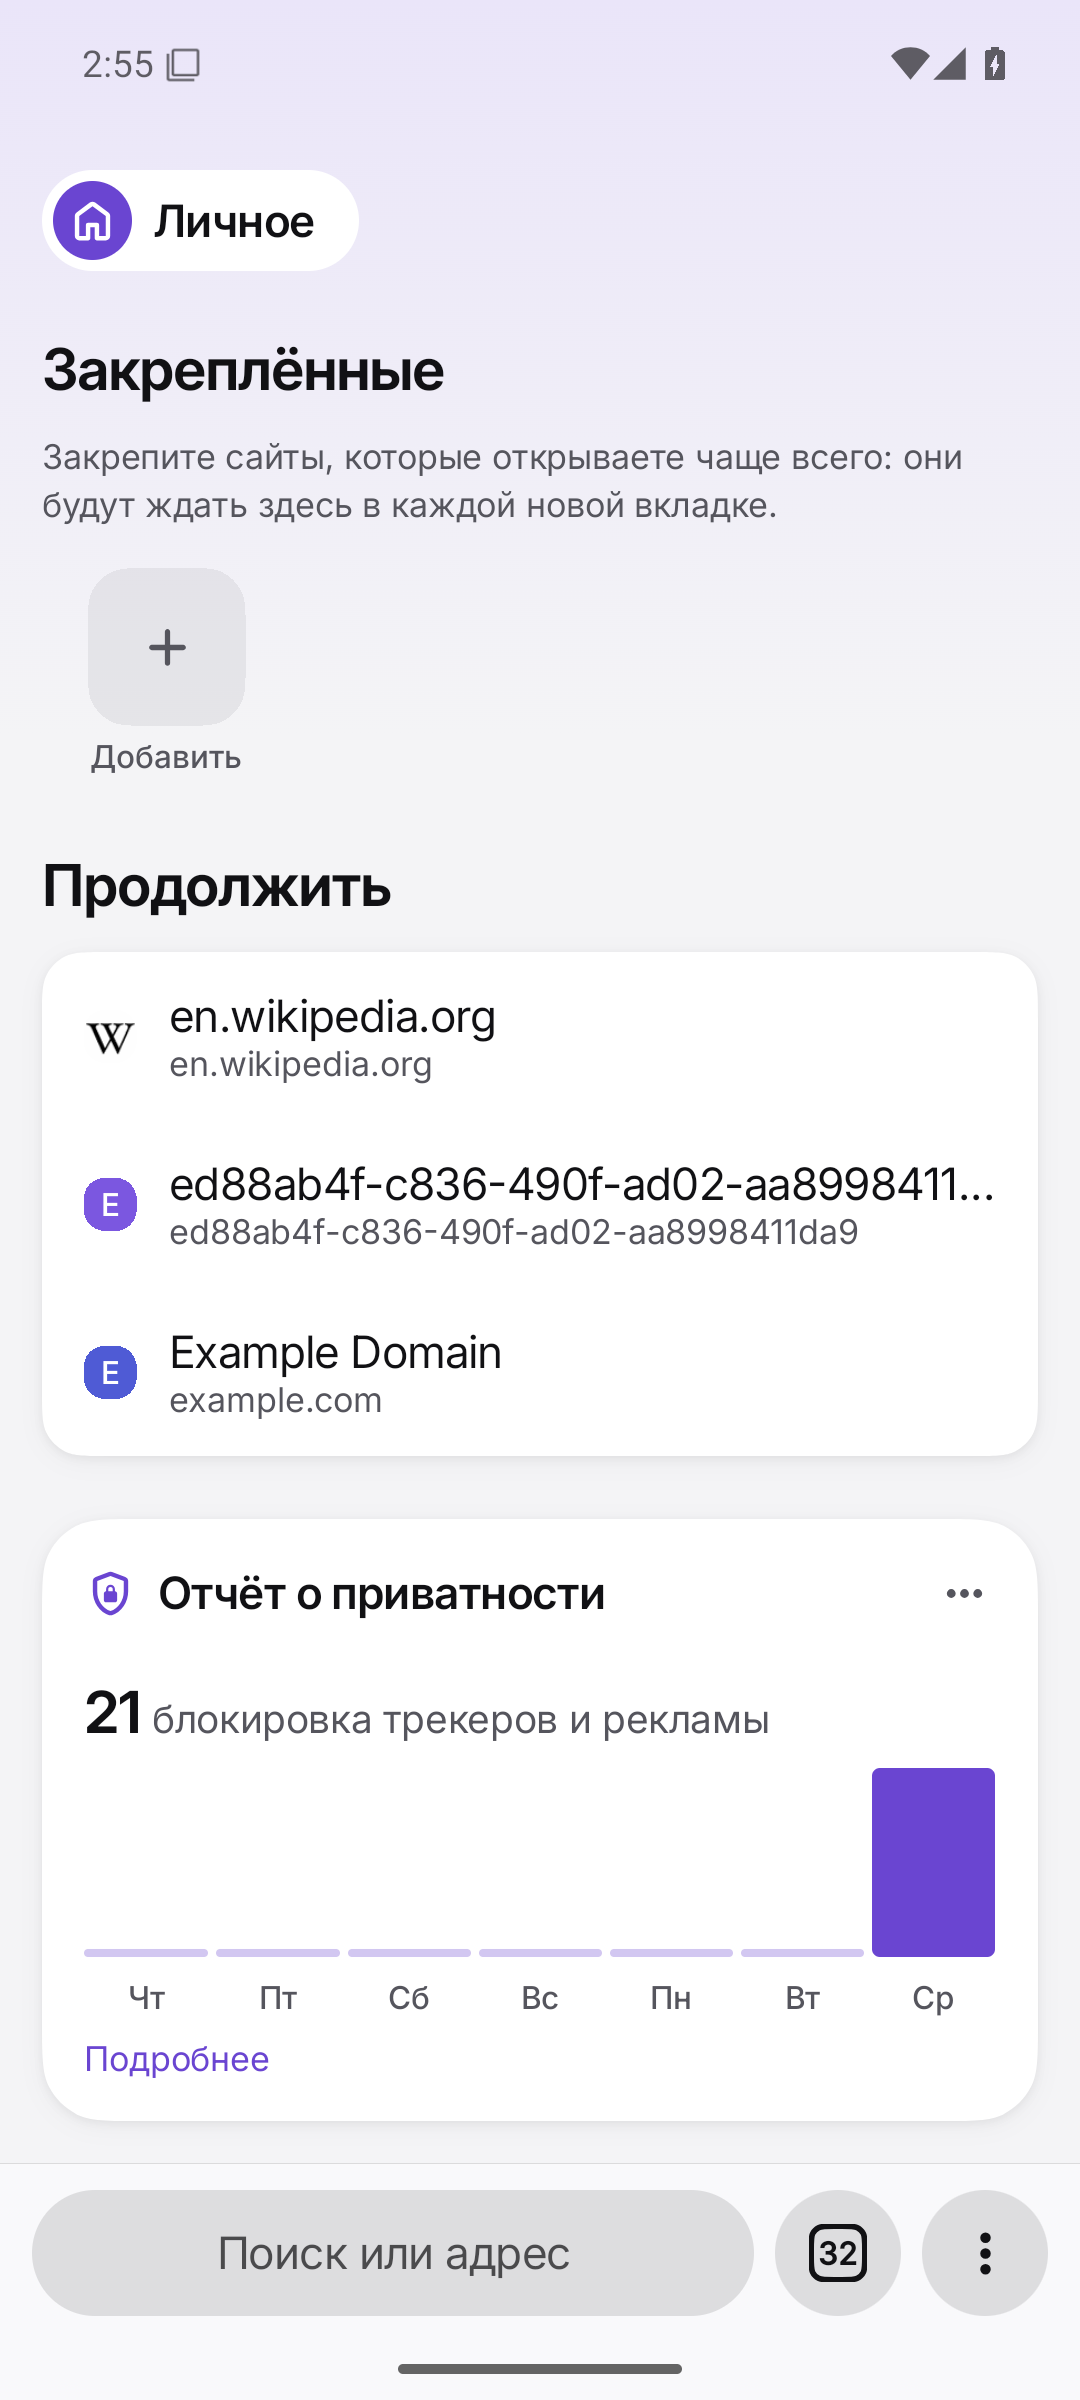 2:55
Личное
Закреплённые
Закрепите сайты, которые открываете чаще всего: они
будут ждать здесь в каждой новой вкладке.
Добавить
Продолжить
W
en.wikipedia.org
en.wikipedia.org
E
ed88ab4f-c836-490f-ad02-aa8998411...
ed88ab4f-c836-490f-ad02-aa8998411da9
E
Example Domain
example.com
Отчёт о приватности
21 блокировка трекеров и рекламы
Чт Пт Сб Вс Пн Вт Ср
Подробнее
Поиск или адрес
32